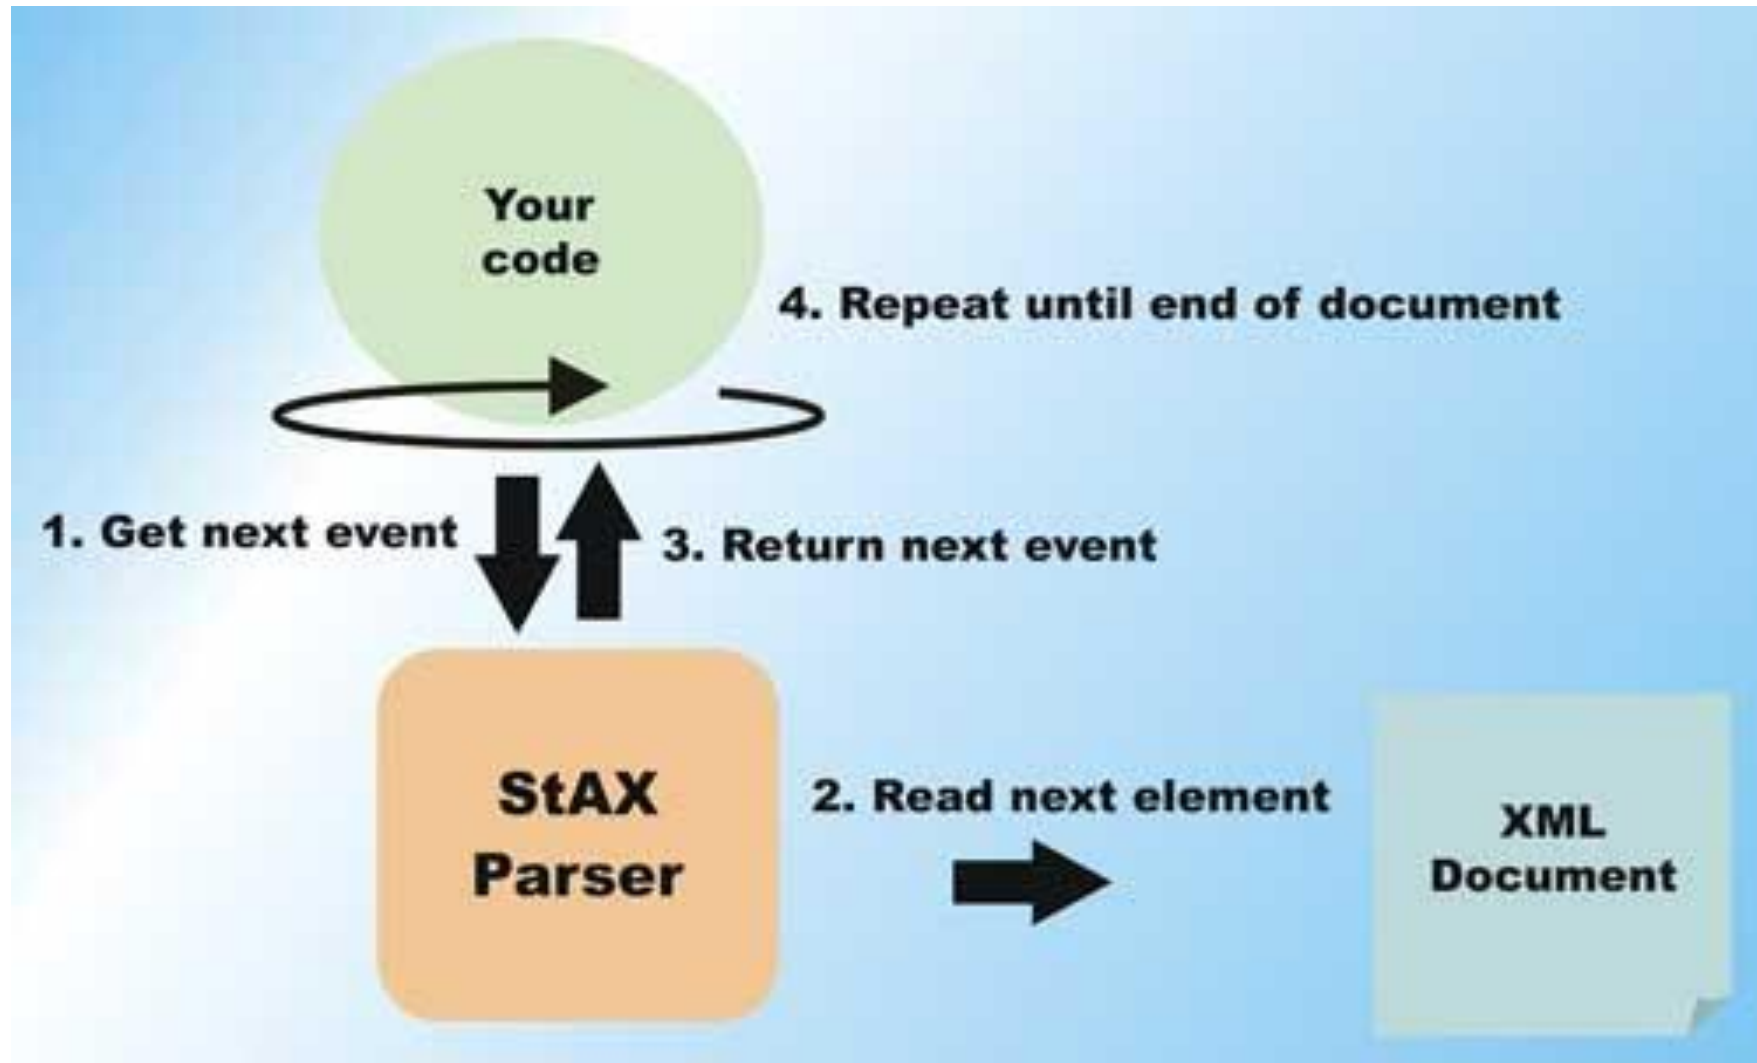 Your
code
4. Repeat until end of document
1. Get next event
3. Return next event
StAX
Parser
2. Read next element
XML
Document